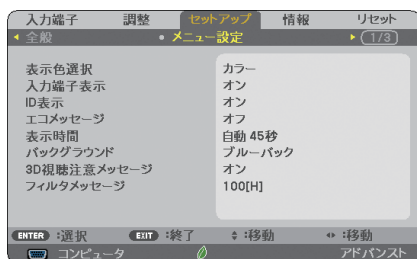 入力端子 調整 セットアップ 情報 リセット
◂ 全般 • メニュー設定 ▸ (1/3)
表示色選択 カラー
入力端子表示 オン
ID表示 オン
エコメッセージ オフ
表示時間 自動 45秒
バックグラウンド ブルーバック
3D視聴注意メッセージ オン
フィルタメッセージ 100[H]
ENTER :選択 EXIT :終了 :移動 :移動
コンピュータ アドバンスト